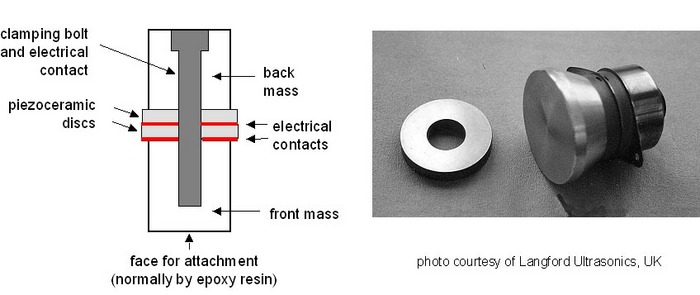 clamping bolt
and electrical
contact
back
mass
piezoceramic
discs
electrical
contacts
front mass
face for attachment
(normally by epoxy resin)
photo courtesy of Langford Ultrasonics, UK